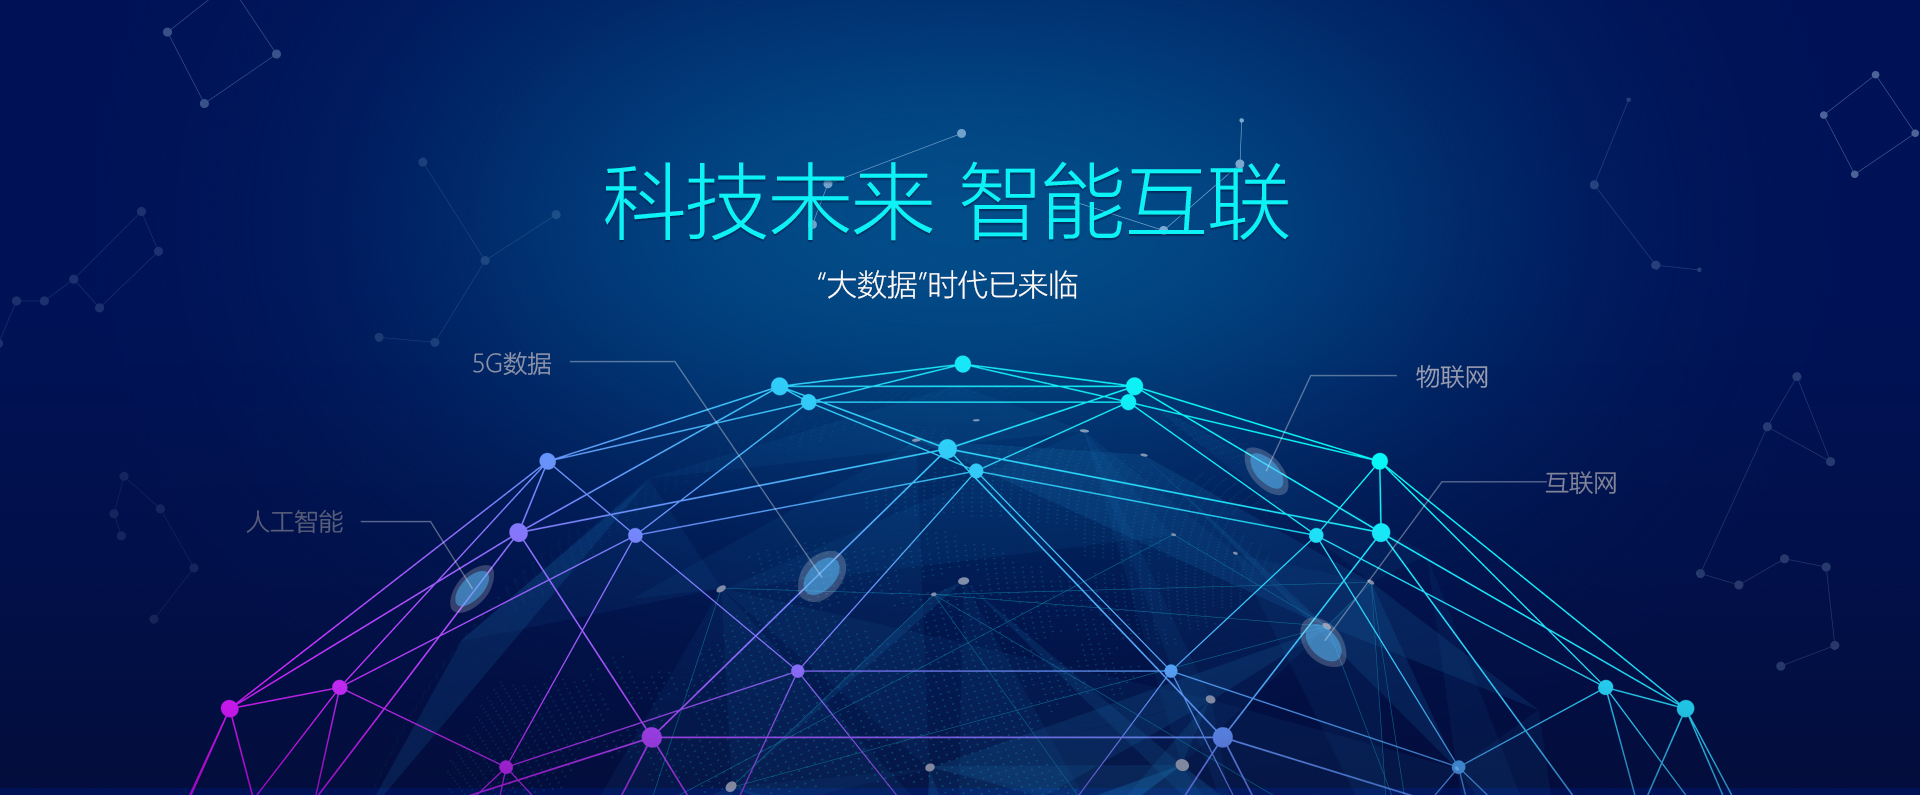 科技未来 智能互联
“大数据”时代已来临
5G数据
物联网
互联网
人工智能